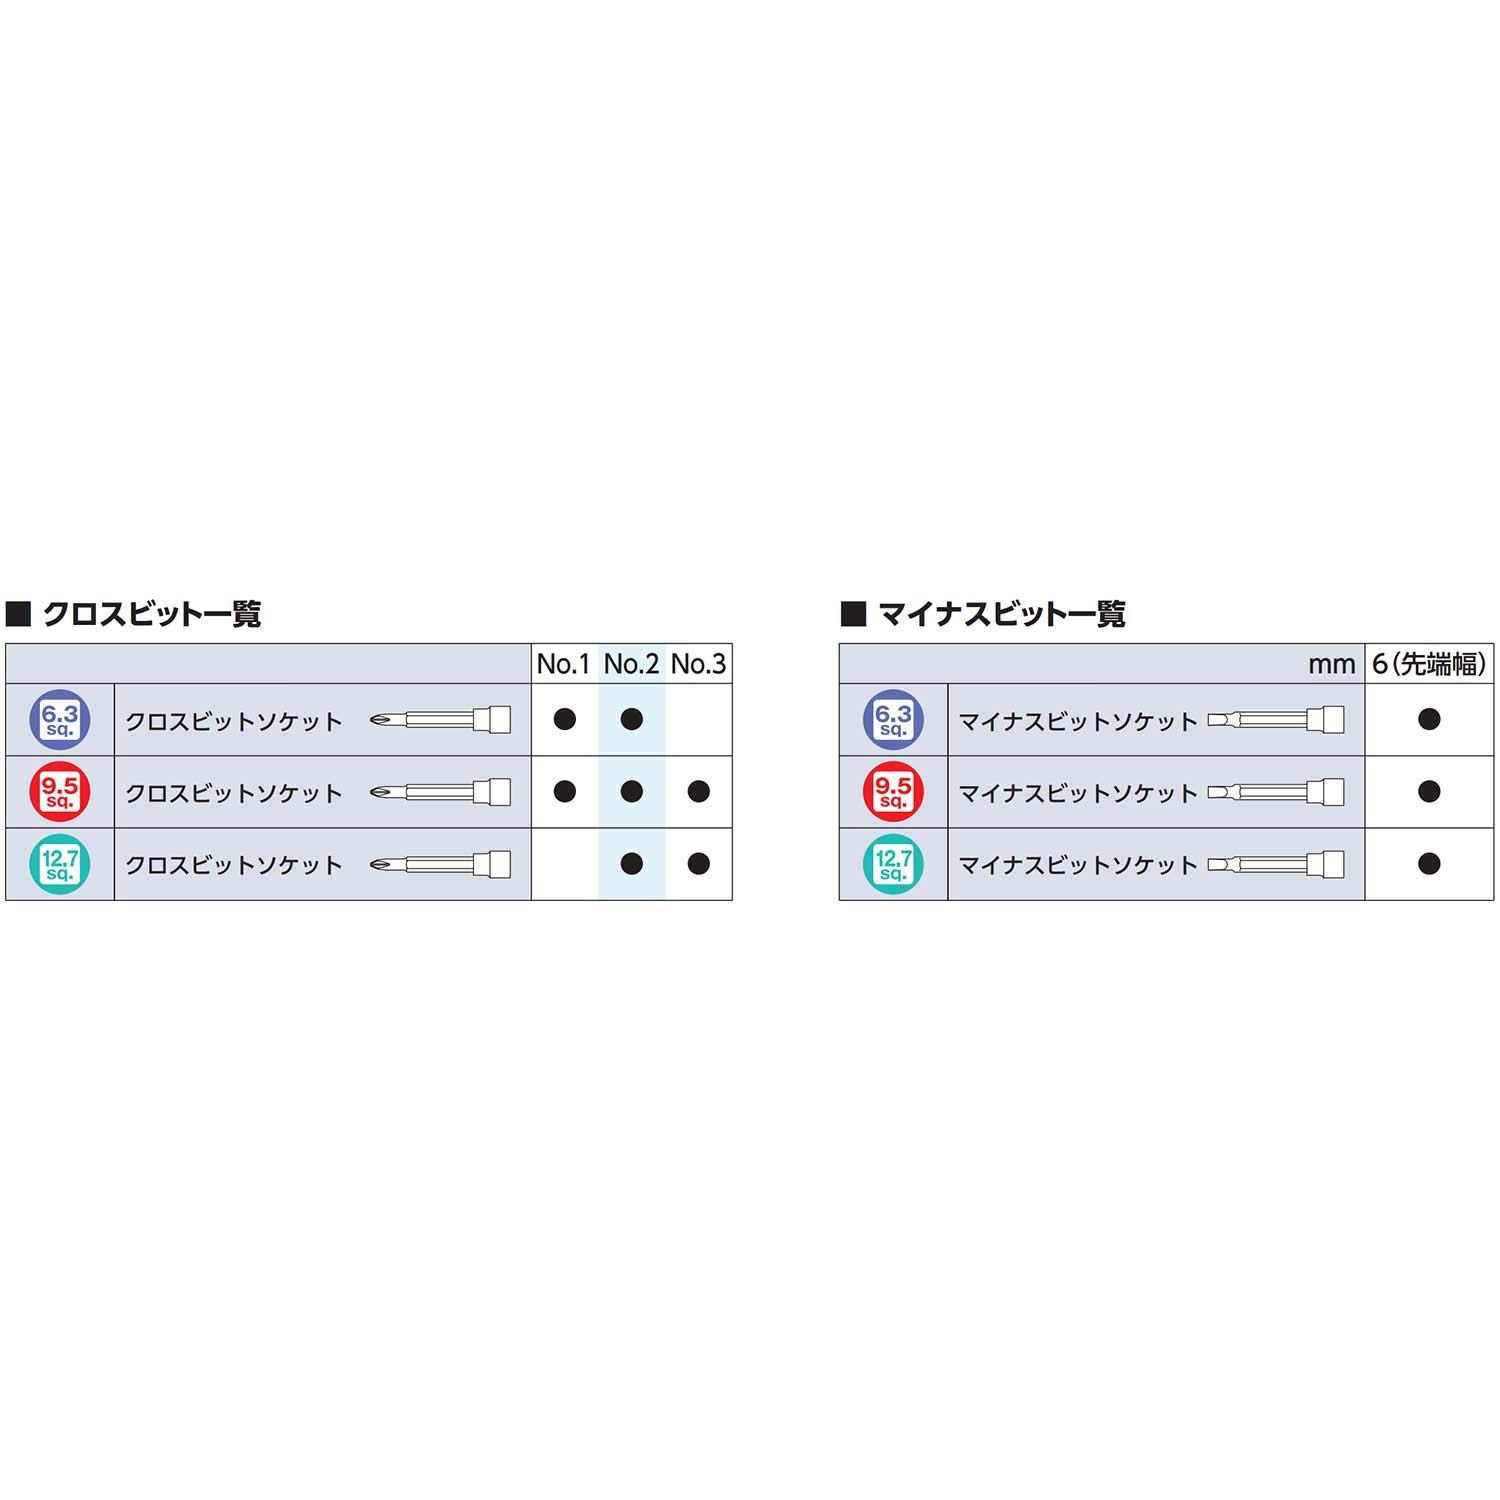 ■ クロスビット一覧
No.1 No.2 No.3
6.3 sq. クロスビットソケット ● ●
9.5 sq. クロスビットソケット ● ● ●
12.7 sq. クロスビットソケット ● ●
■ マイナスビット一覧
mm 6(先端幅)
6.3 sq. マイナスビットソケット ●
9.5 sq. マイナスビットソケット ●
12.7 sq. マイナスビットソケット ●